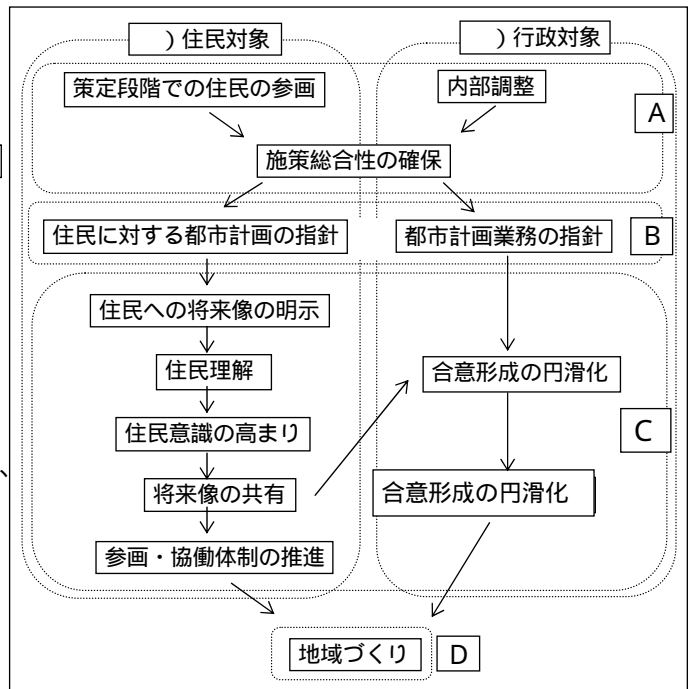 ）住民対象
）行政対象
策定段階での住民の参画
内部調整
A
施策総合性の確保
住民に対する都市計画の指針
都市計画業務の指針
B
住民への将来像の明示
住民理解
合意形成の円滑化
住民意識の高まり
C
、
将来像の共有
合意形成の円滑化
参画・協働体制の推進
地域づくり
D